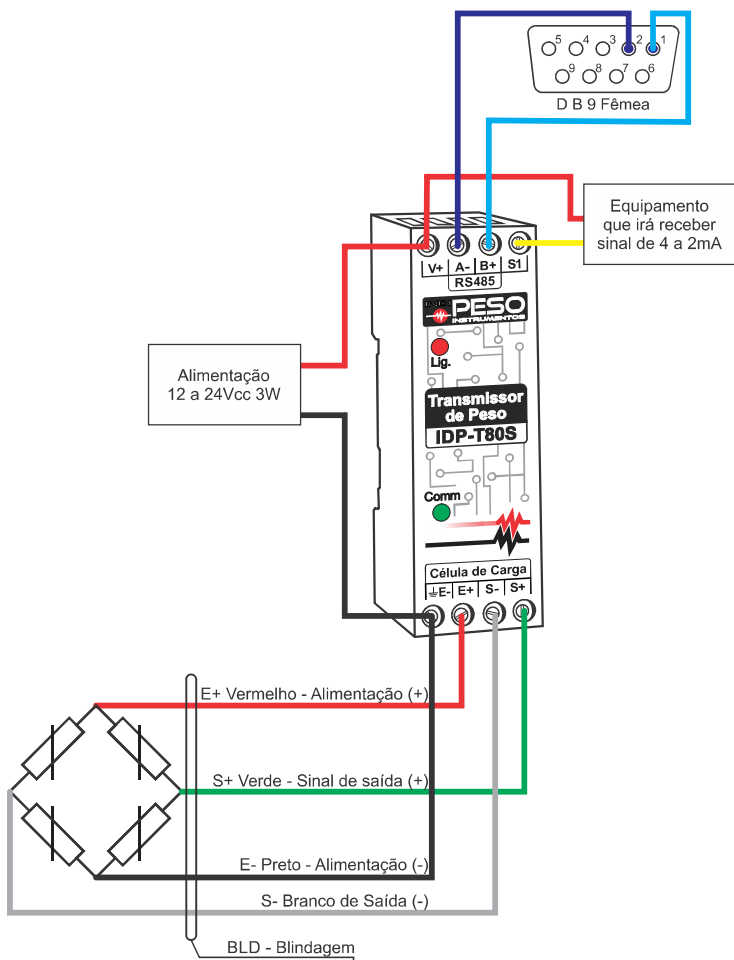 5 4 3 2 1
9 8 7 6
D B 9 Fêmea
Equipamento
que irá receber
sinal de 4 a 2mA
V+ A- B+ S1
RS485
PESO
INSTRUMENTOS
Lig.
Alimentação
12 a 24Vcc 3W
Transmissor
de Peso
IDP-T80S
Comm
Célula de Carga
E- E+ S- S+
E+ Vermelho - Alimentação (+)
S+ Verde - Sinal de saída (+)
E- Preto - Alimentação (-)
S- Branco de Saída (-)
BLD - Blindagem